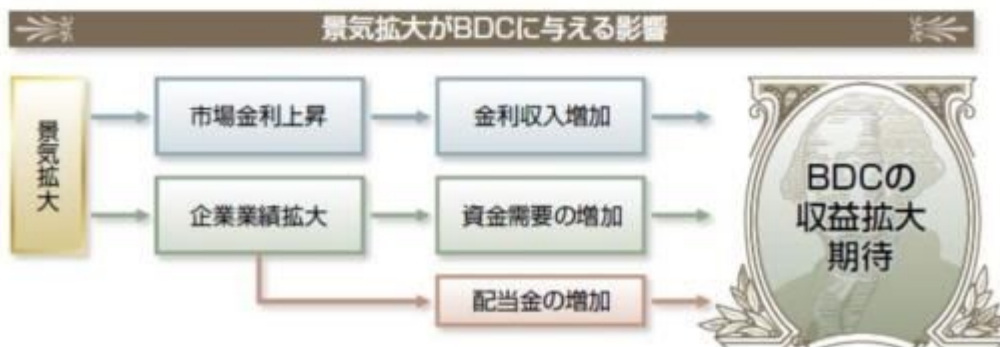 景気拡大がBDCに与える影響
景気拡大
市場金利上昇
金利収入増加
企業業績拡大
資金需要の増加
配当金の増加
BDCの
収益拡大
期待